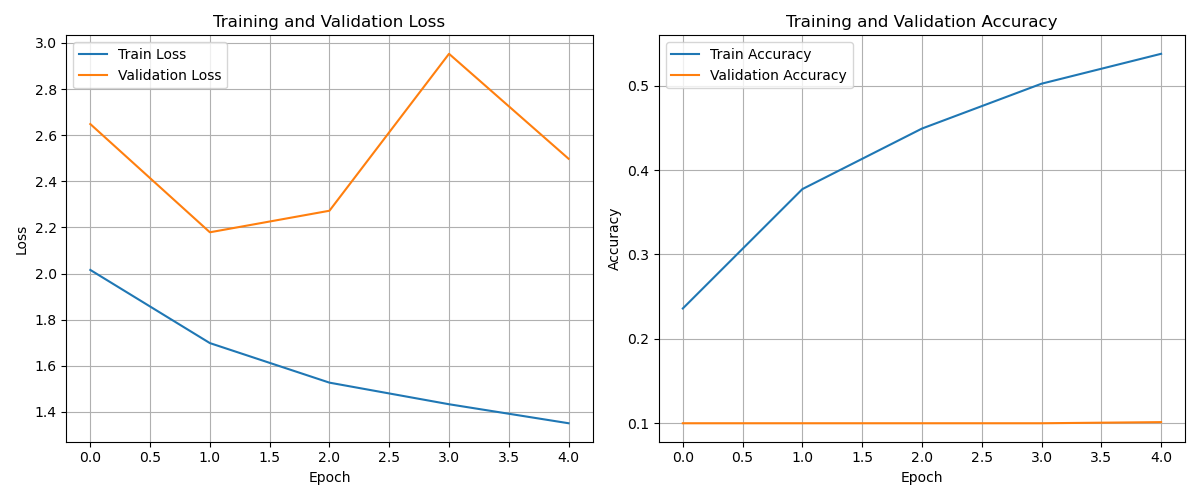 Training and Validation Loss
3.0
2.8
2.6
2.4
2.2
2.0
1.8
1.6
1.4
Loss
Train Loss
Validation Loss
0.0 0.5 1.0 1.5 2.0 2.5 3.0 3.5 4.0
Epoch
Training and Validation Accuracy
0.5
0.4
0.3
0.2
0.1
Accuracy
Train Accuracy
Validation Accuracy
0.0 0.5 1.0 1.5 2.0 2.5 3.0 3.5 4.0
Epoch